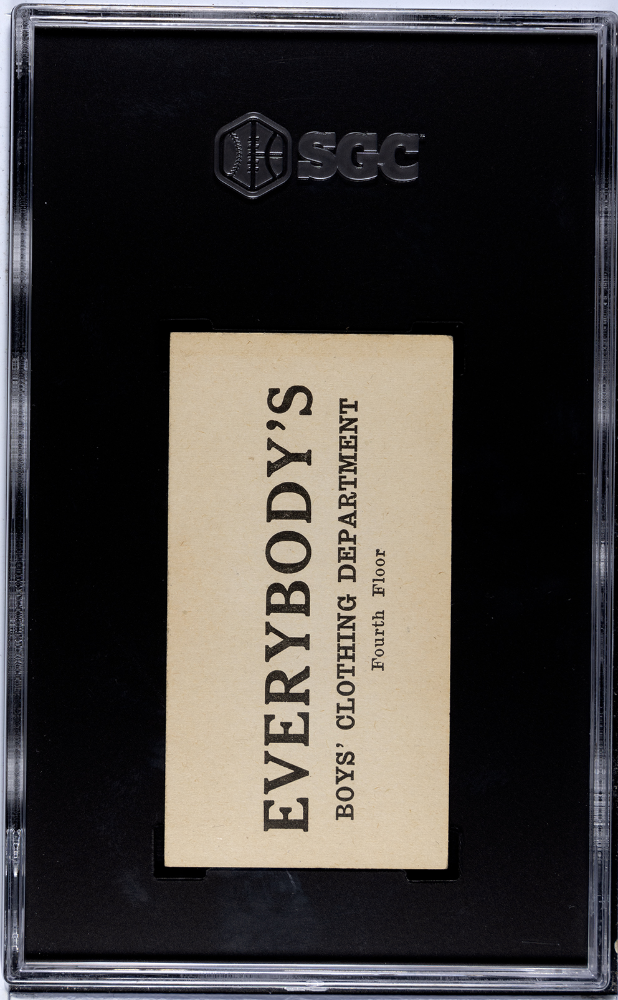 SGC
EVERYBODY'S
BOYS' CLOTHING DEPARTMENT
Fourth Floor